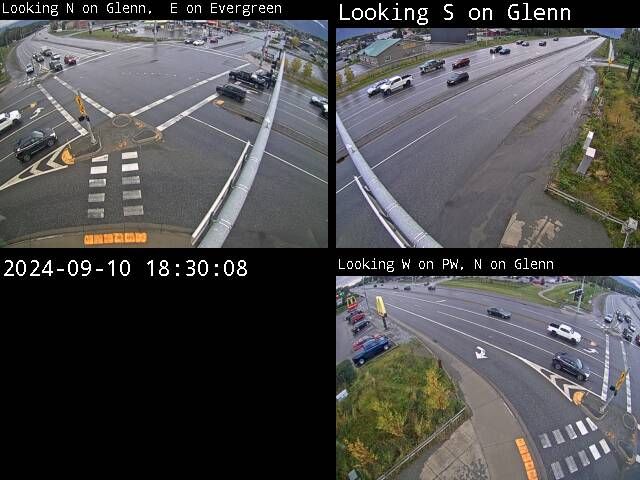 Looking N on Glenn,  E on Evergreen
Looking S on Glenn
2024-09-10 18:30:08
Looking W on PW, N on Glenn